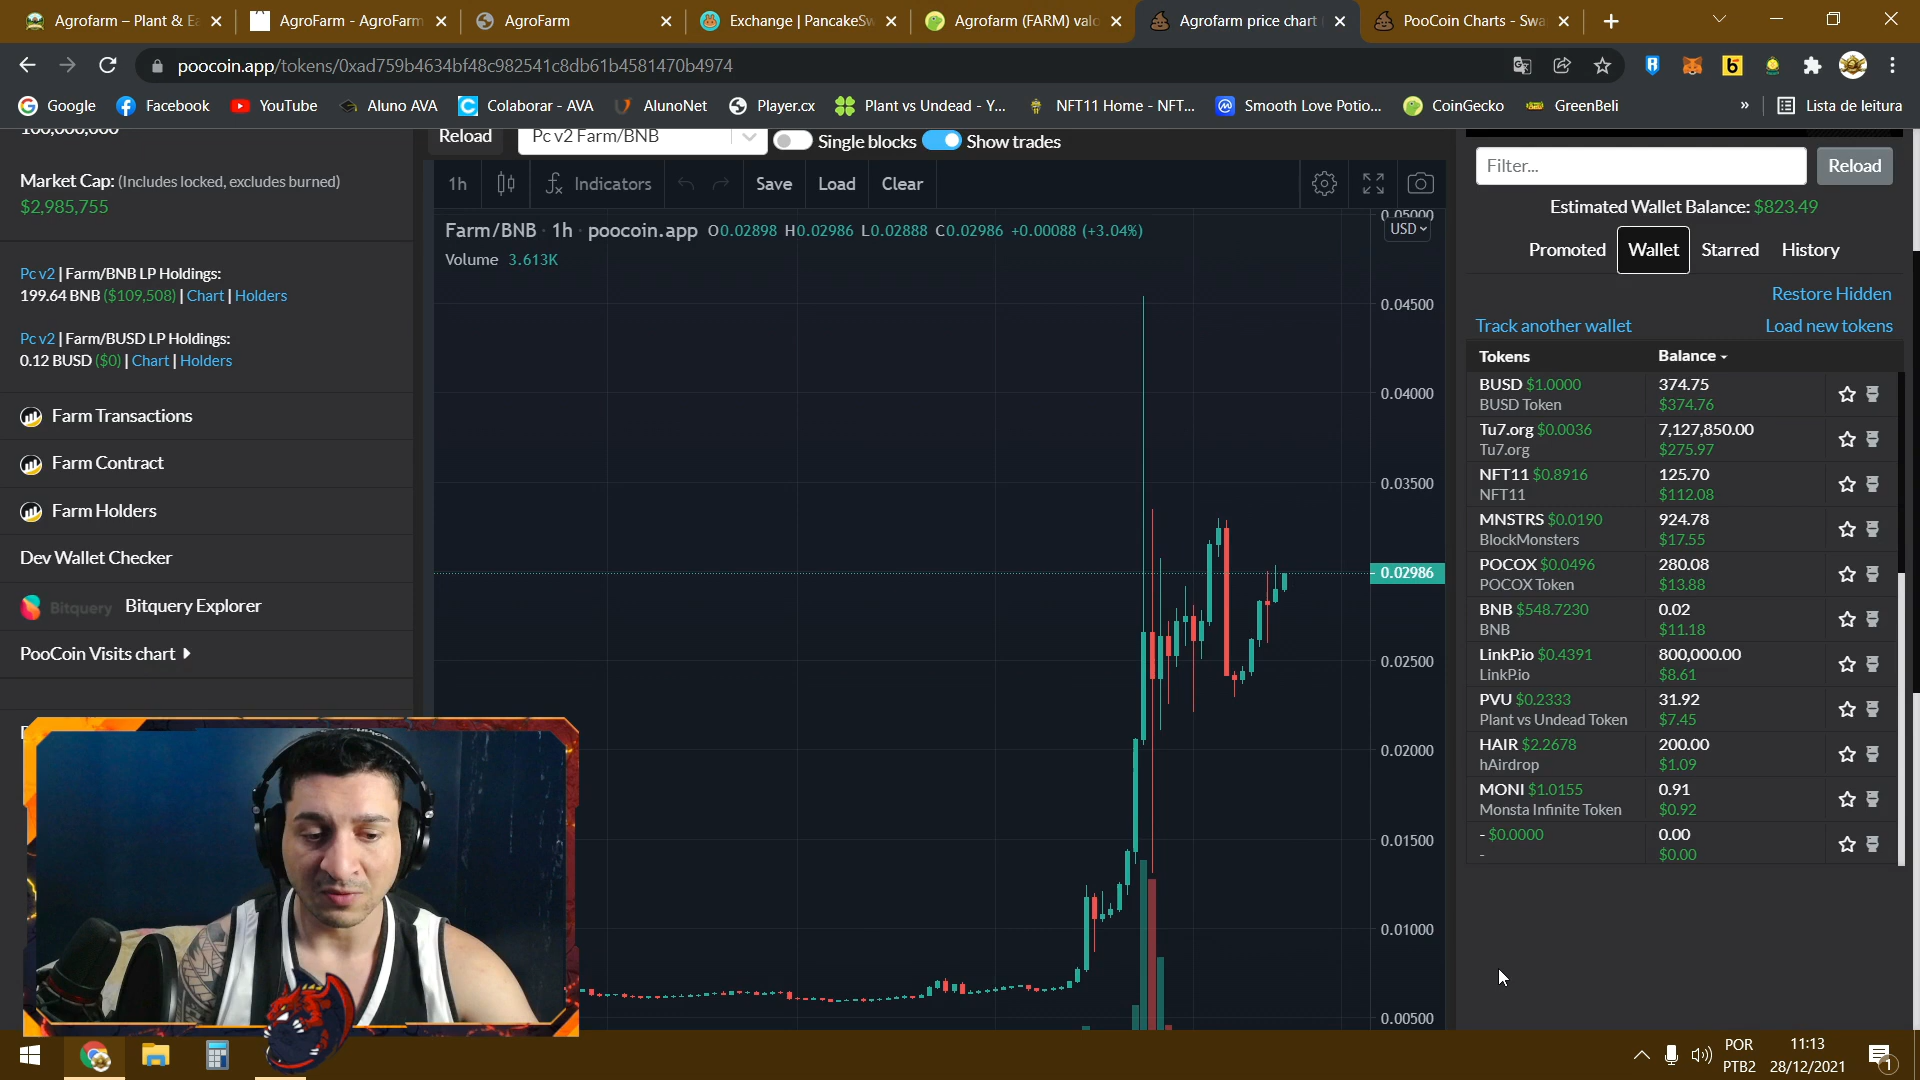 Agrofarm – Plant & Ea
AgroFarm - AgroFarm
AgroFarm
Exchange | PancakeSw
Agrofarm (FARM) valo
Agrofarm price chart
PooCoin Charts - Swa
poocoin.app/tokens/0xad759b4634bf48c982541c8db61b4581470b4974
Google
Facebook
YouTube
Aluno AVA
Colaborar - AVA
AlunoNet
Player.cx
Plant vs Undead - Y...
NFT11 Home - NFT...
Smooth Love Potio...
CoinGecko
GreenBeli
»
Lista de leitura
100,000,000
Market Cap: (Includes locked, excludes burned)
$2,985,755
Pc v2 | Farm/BNB LP Holdings:
199.64 BNB ($109,508) | Chart | Holders
Pc v2 | Farm/BUSD LP Holdings:
0.12 BUSD ($0) | Chart | Holders
Farm Transactions
Farm Contract
Farm Holders
Dev Wallet Checker
Bitquery Bitquery Explorer
PooCoin Visits chart
Reload
Pc v2 Farm/BNB
Single blocks
Show trades
1h
Indicators
Save
Load
Clear
Farm/BNB · 1h · poocoin.app O0.02898 H0.02986 L0.02888 C0.02986 +0.00088 (+3.04%)
Volume 3.613K
0.05000
USD
0.04500
0.04000
0.03500
0.02986
0.02500
0.02000
0.01500
0.01000
0.00500
Filter...
Reload
Estimated Wallet Balance: $823.49
Promoted
Wallet
Starred
History
Restore Hidden
Track another wallet
Load new tokens
Tokens Balance
BUSD $1.0000 374.75
BUSD Token $374.76
Tu7.org $0.0036 7,127,850.00
Tu7.org $275.97
NFT11 $0.8916 125.70
NFT11 $112.08
MNSTRS $0.0190 924.78
BlockMonsters $17.55
POCOX $0.0496 280.08
POCOX Token $13.88
BNB $548.7230 0.02
BNB $11.18
LinkP.io $0.4391 800,000.00
LinkP.io $8.61
PVU $0.2333 31.92
Plant vs Undead Token $7.45
HAIR $2.2678 200.00
hAirdrop $1.09
MONI $1.0155 0.91
Monsta Infinite Token $0.92
- $0.0000 0.00
- $0.00
POR
PTB2
11:13
28/12/2021
1